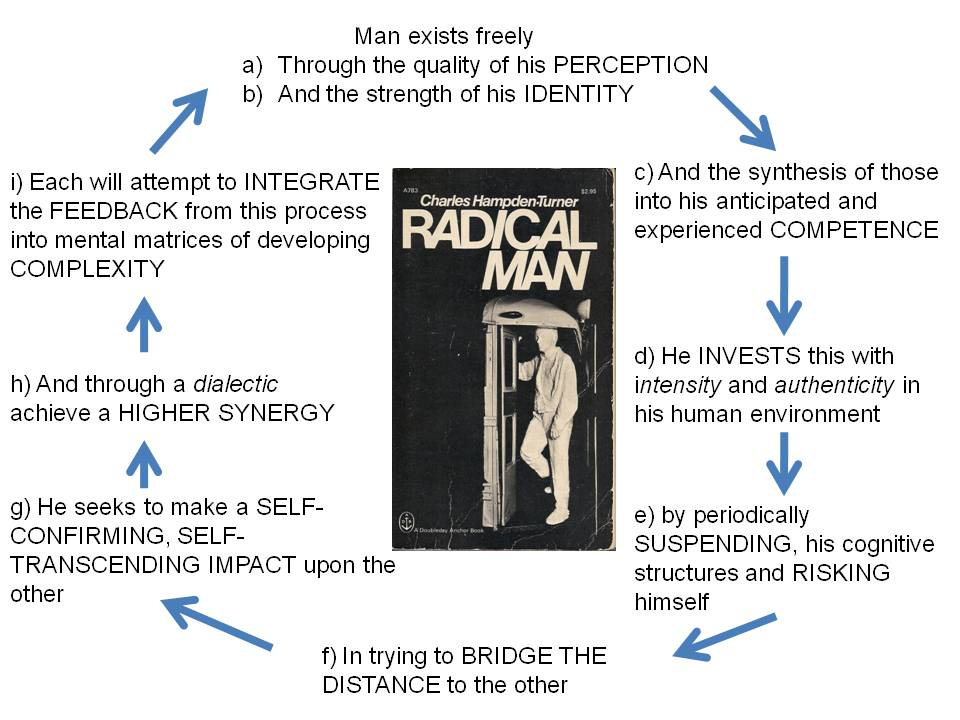 Man exists freely
a) Through the quality of his PERCEPTION
b) And the strength of his IDENTITY
c) And the synthesis of those
into his anticipated and
experienced COMPETENCE
d) He INVESTS this with
intensity and authenticity in
his human environment
e) by periodically
SUSPENDING, his cognitive
structures and RISKING
himself
f) In trying to BRIDGE THE
DISTANCE to the other
g) He seeks to make a SELF-
CONFIRMING, SELF-
TRANSCENDING IMPACT upon the
other
h) And through a dialectic
achieve a HIGHER SYNERGY
i) Each will attempt to INTEGRATE
the FEEDBACK from this process
into mental matrices of developing
COMPLEXITY
A783
$2.95
Charles Hampden-Turner
RADICAL
MAN
A Doubleday Anchor Book